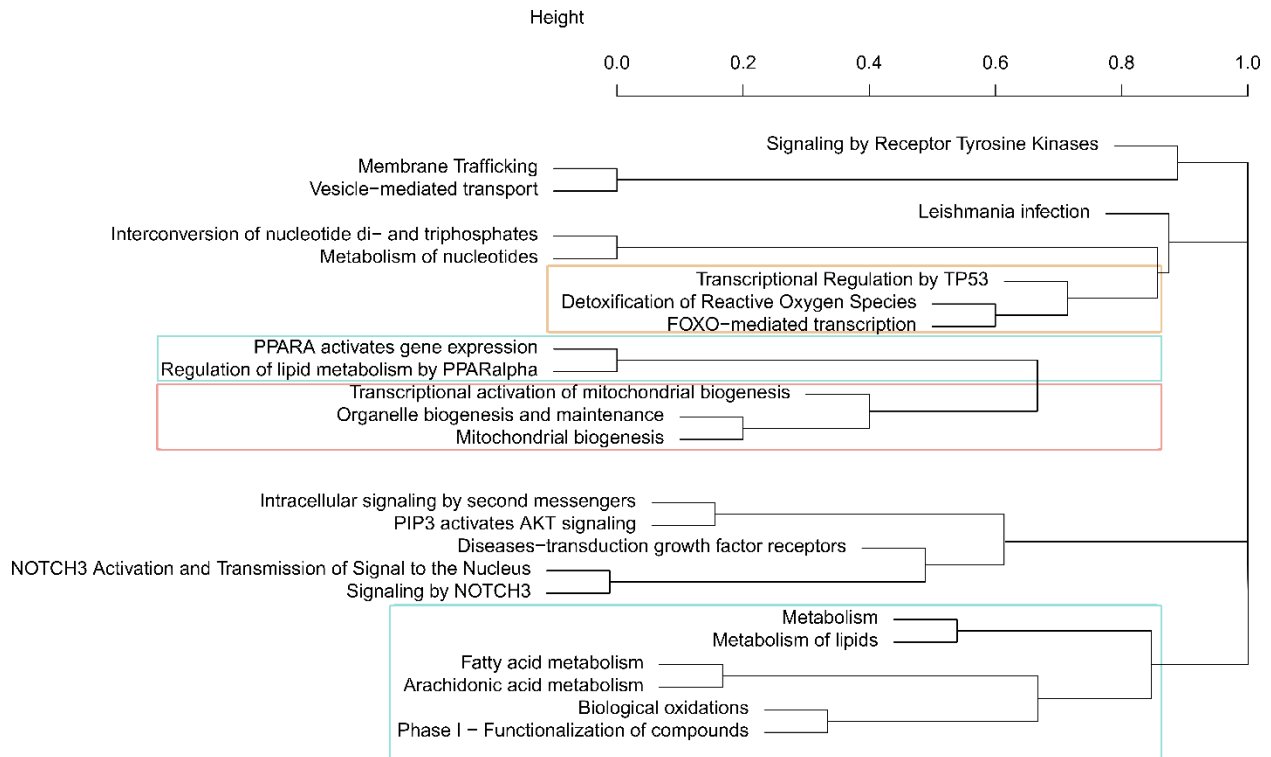 Height
0.0 0.2 0.4 0.6 0.8 1.0
Signaling by Receptor Tyrosine Kinases
Membrane Trafficking
Vesicle−mediated transport
Leishmania infection
Interconversion of nucleotide di− and triphosphates
Metabolism of nucleotides
Transcriptional Regulation by TP53
Detoxification of Reactive Oxygen Species
FOXO−mediated transcription
PPARA activates gene expression
Regulation of lipid metabolism by PPARalpha
Transcriptional activation of mitochondrial biogenesis
Organelle biogenesis and maintenance
Mitochondrial biogenesis
Intracellular signaling by second messengers
PIP3 activates AKT signaling
Diseases−transduction growth factor receptors
NOTCH3 Activation and Transmission of Signal to the Nucleus
Signaling by NOTCH3
Metabolism
Metabolism of lipids
Fatty acid metabolism
Arachidonic acid metabolism
Biological oxidations
Phase I − Functionalization of compounds